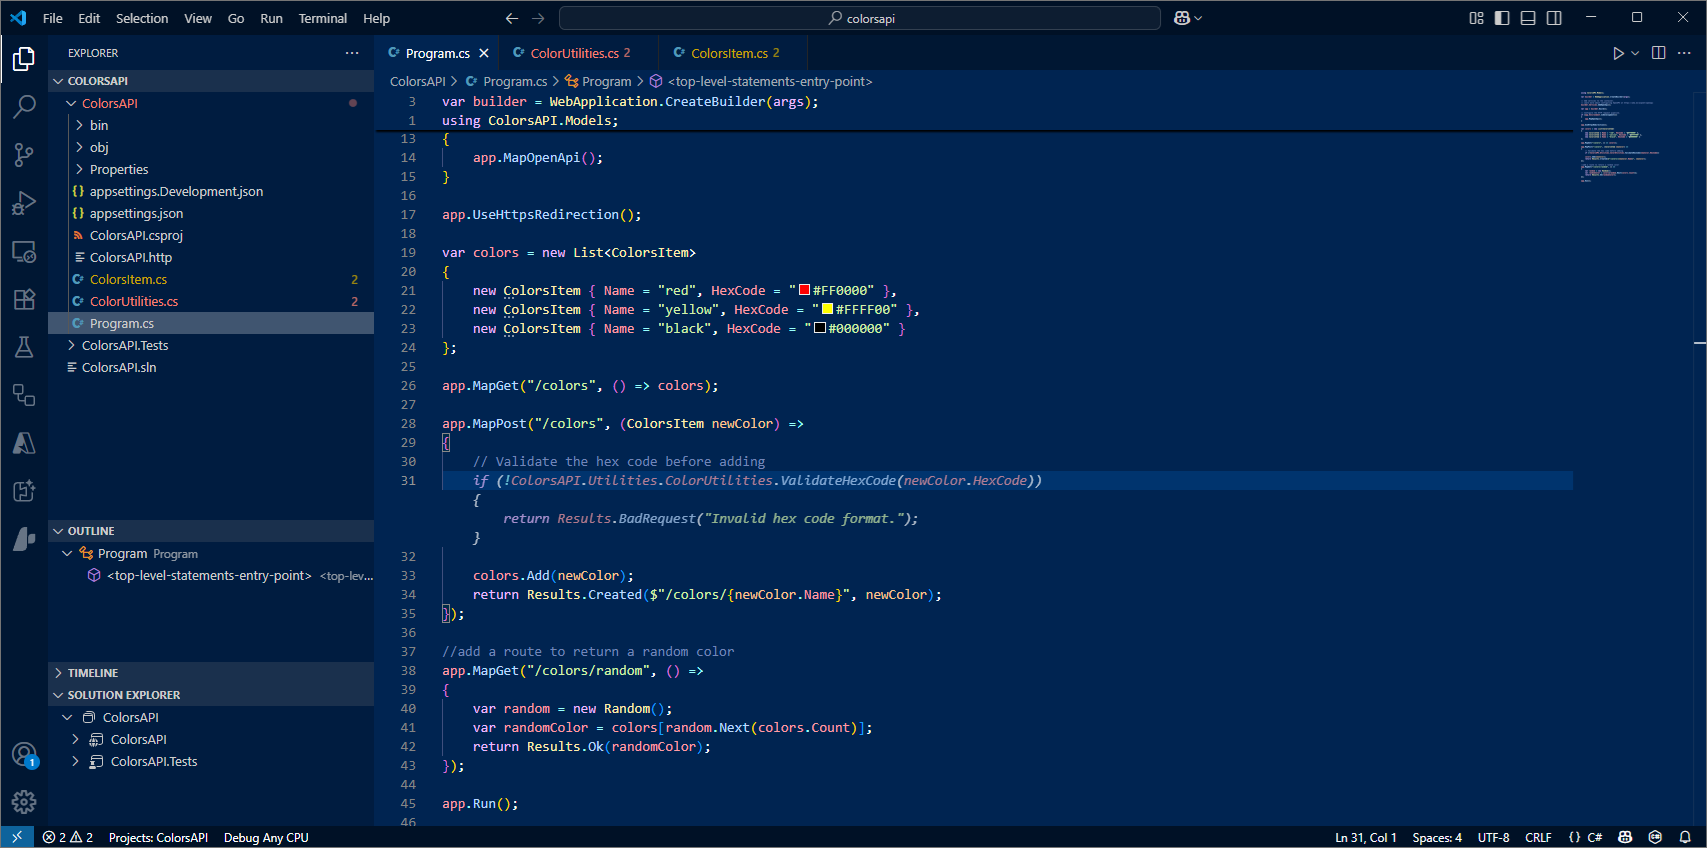 File Edit Selection View Go Run Terminal Help
colorsapi
EXPLORER
COLORSAPI
ColorsAPI
bin
obj
Properties
{} appsettings.Development.json
{} appsettings.json
ColorsAPI.csproj
ColorsAPI.http
C# ColorsItem.cs 2
C# ColorUtilities.cs 2
C# Program.cs
ColorsAPI.Tests
ColorsAPI.sln
OUTLINE
Program Program
<top-level-statements-entry-point> <top-lev...
TIMELINE
SOLUTION EXPLORER
ColorsAPI
ColorsAPI
ColorsAPI.Tests
1
C# Program.cs
C# ColorUtilities.cs 2
C# ColorsItem.cs 2
ColorsAPI > C# Program.cs > Program > <top-level-statements-entry-point>
3 var builder = WebApplication.CreateBuilder(args);
1 using ColorsAPI.Models;
13 {
14 app.MapOpenApi();
15 }
16
17 app.UseHttpsRedirection();
18
19 var colors = new List<ColorsItem>
20 {
21 new ColorsItem { Name = "red", HexCode = "#FF0000" },
22 new ColorsItem { Name = "yellow", HexCode = "#FFFF00" },
23 new ColorsItem { Name = "black", HexCode = "#000000" }
24 };
25
26 app.MapGet("/colors", () => colors);
27
28 app.MapPost("/colors", (ColorsItem newColor) =>
29 {
30 // Validate the hex code before adding
31 if (!ColorsAPI.Utilities.ColorUtilities.ValidateHexCode(newColor.HexCode))
{
return Results.BadRequest("Invalid hex code format.");
}
32
33 colors.Add(newColor);
34 return Results.Created($"/colors/{newColor.Name}", newColor);
35 });
36
37 //add a route to return a random color
38 app.MapGet("/colors/random", () =>
39 {
40 var random = new Random();
41 var randomColor = colors[random.Next(colors.Count)];
42 return Results.Ok(randomColor);
43 });
44
45 app.Run();
46
2 2 Projects: ColorsAPI Debug Any CPU
Ln 31, Col 1 Spaces: 4 UTF-8 CRLF {} C#